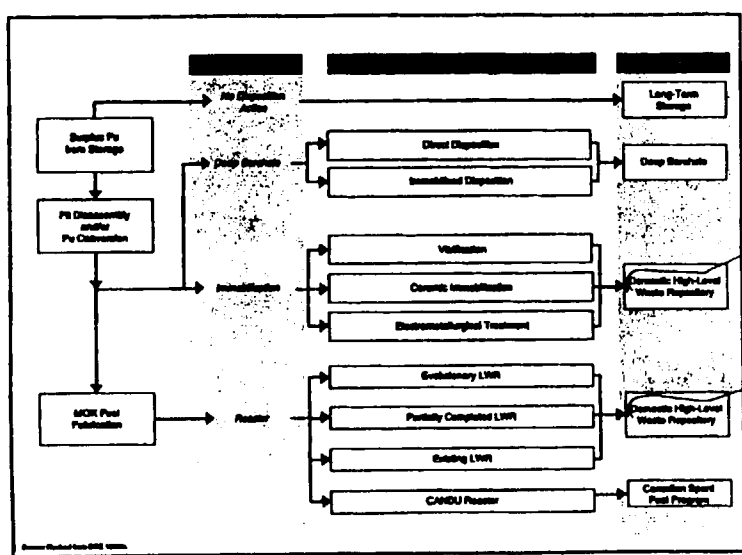 No Disposition
Action
Long-Term
Storage
Surplus Pu
from Storage
Deep Borehole
Direct Disposition
Immobilized Disposition
Deep Borehole
Pit Disassembly
and/or
Pu Conversion
Immobilization
Vitrification
Ceramic Immobilization
Electrometallurgical Treatment
Domestic High-Level
Waste Repository
MOX Fuel
Fabrication
Reactor
Evolutionary LWR
Partially Completed LWR
Existing LWR
CANDU Reactor
Domestic High-Level
Waste Repository
Canadian Spent
Fuel Program